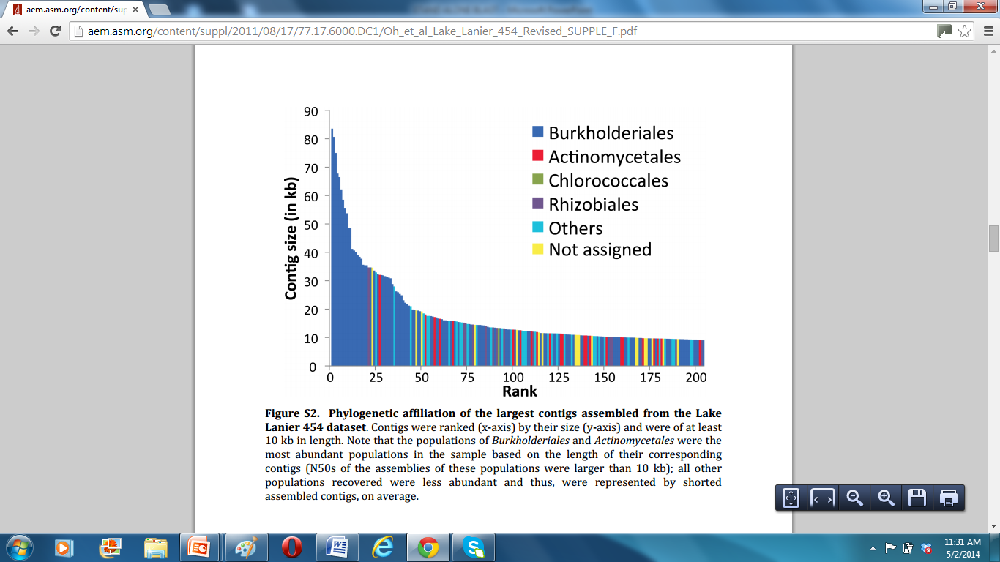 aem.asm.org/content/sup
aem.asm.org/content/suppl/2011/08/17/77.17.6000.DC1/Oh_et_al_Lake_Lanier_454_Revised_SUPPLE_F.pdf
90
80
70
60
50
40
30
20
10
0
Contig size (in kb)
Burkholderiales
Actinomycetales
Chlorococcales
Rhizobiales
Others
Not assigned
0 25 50 75 100 125 150 175 200
Rank
Figure S2. Phylogenetic affiliation of the largest contigs assembled from the Lake
Lanier 454 dataset. Contigs were ranked (x-axis) by their size (y-axis) and were of at least
10 kb in length. Note that the populations of Burkholderiales and Actinomycetales were the
most abundant populations in the sample based on the length of their corresponding
contigs (N50s of the assemblies of these populations were larger than 10 kb); all other
populations recovered were less abundant and thus, were represented by shorted
assembled contigs, on average.
11:31 AM
5/2/2014